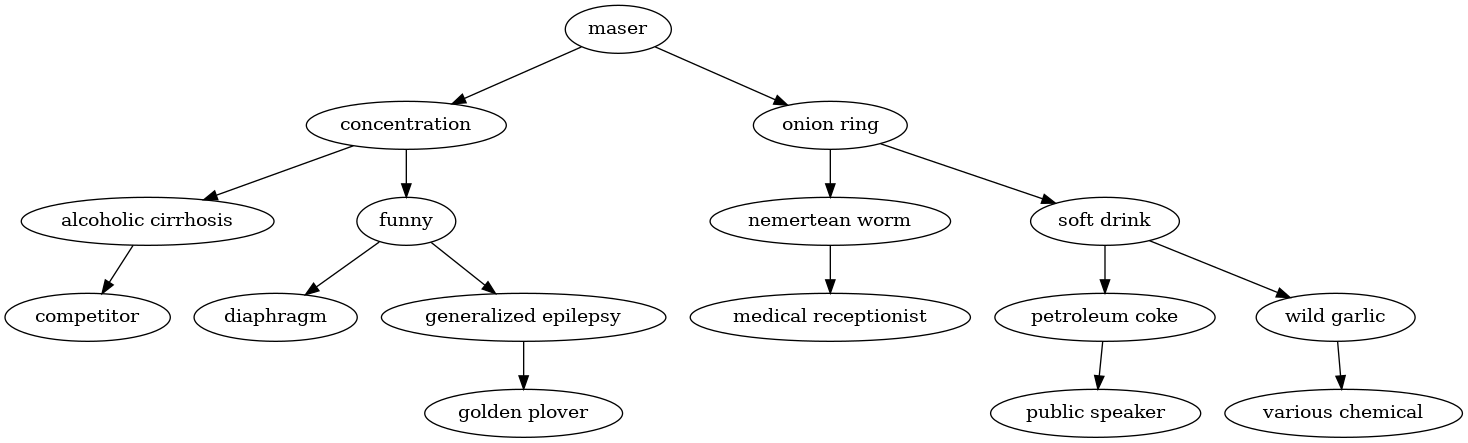 maser
concentration
onion ring
alcoholic cirrhosis
funny
nemertean worm
soft drink
competitor
diaphragm
generalized epilepsy
medical receptionist
petroleum coke
wild garlic
golden plover
public speaker
various chemical